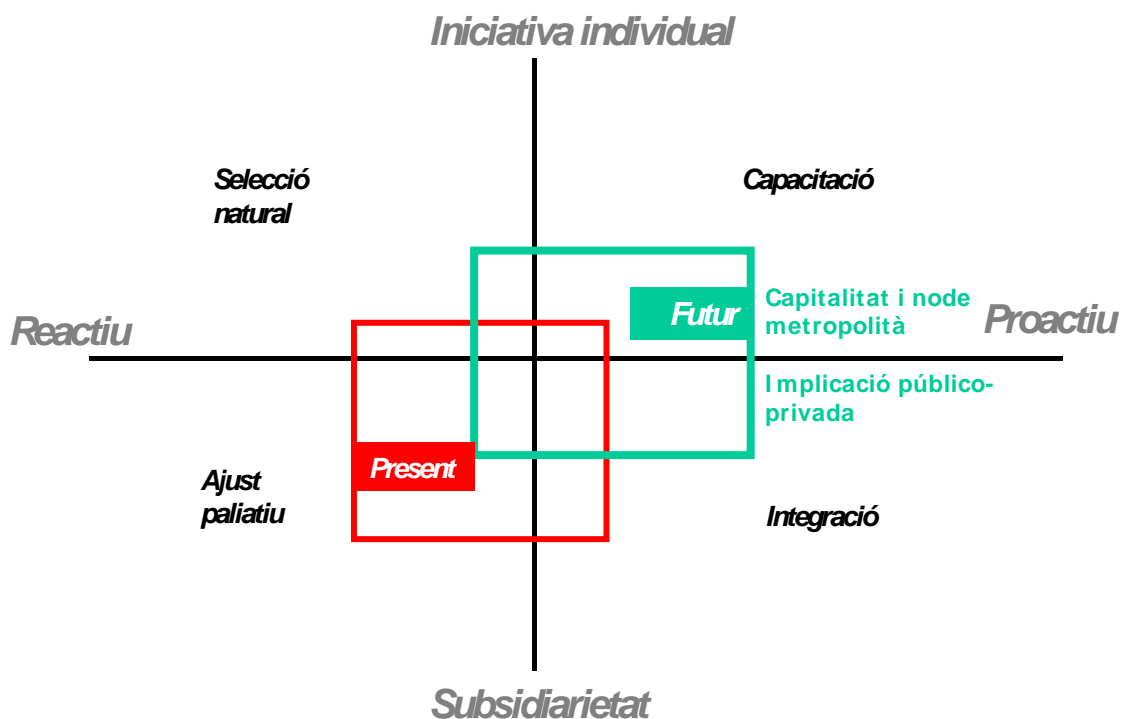 Iniciativa individual
Selecció
natural
Capacitació
Futur
Capitalitat i node
metropolità
Reactiu
Proactiu
Implicació público-
privada
Present
Ajust
paliatiu
Integració
Subsidiarietat